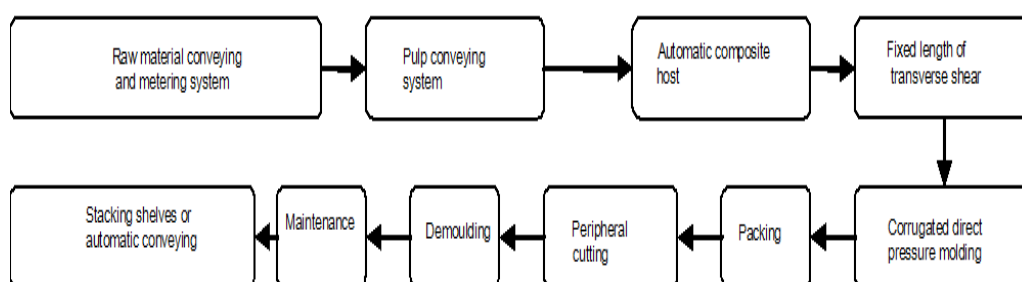 Raw material conveying
and metering system
Pulp conveying
system
Automatic composite
host
Fixed length of
transverse shear
Corrugated direct
pressure molding
Packing
Peripheral
cutting
Demoulding
Maintenance
Stacking shelves or
automatic conveying